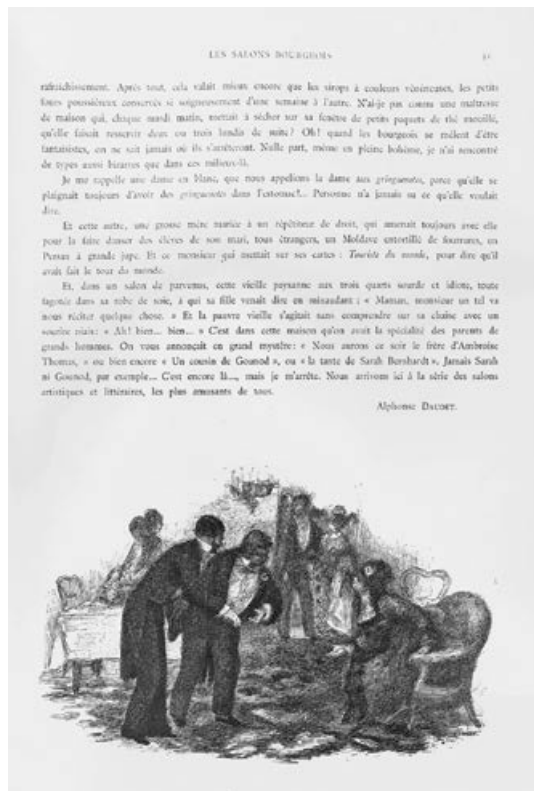 LES SALONS BOURGEOIS
rafraîchissement. Après tout, cela valait mieux encore que les sirops à couleurs vénéneuses, les petits
fours poussiéreux conservés si soigneusement d'une semaine à l'autre. N'ai-je pas connu une maîtresse
de maison qui, chaque mardi matin, mettait à sécher sur sa fenêtre de petits paquets de thé mouillé,
qu'elle faisait resservir deux ou trois lundis de suite? Oh! quand les bourgeois se mêlent d'être
fantaisistes, on ne sait jamais où ils s'arrêteront. Nulle part, même en pleine bohème, je n'ai rencontré
de types aussi bizarres que dans ces milieux-là.
Je me rappelle une dame en blanc, que nous appelions la dame aux gringuenotes, parce qu'elle se
plaignait toujours d'avoir des gringuenotes dans l'estomac!... Personne n'a jamais su ce qu'elle voulait
dire.
Et cette autre, une grosse mère mariée à un répétiteur de droit, qui amenait toujours avec elle
pour la faire danser des élèves de son mari, tous étrangers, un Moldave entortillé de fourrures, un
Persan à grande jupe. Et ce monsieur qui mettait sur ses cartes : Touriste du monde, pour dire qu'il
avait fait le tour du monde.
Et, dans un salon de parvenus, cette vieille paysanne aux trois quarts sourde et idiote, toute
fagotée dans sa robe de soie, à qui sa fille venait dire en minaudant : « Maman, monsieur un tel va
nous réciter quelque chose. » Et la pauvre vieille s'agitait sans comprendre sur sa chaise avec un
sourire niais: « Ah! bien... bien... » C'est dans cette maison qu'on avait la spécialité des parents de
grands hommes. On vous annonçait en grand mystère: « Nous aurons ce soir le frère d'Ambroise
Thomas, » ou bien encore « Un cousin de Gounod », ou « la tante de Sarah Bernhardt ». Jamais Sarah
ni Gounod, par exemple... C'est encore là..., mais je m'arrête. Nous arrivons ici à la série des salons
artistiques et littéraires, les plus amusants de tous.
Alphonse DAUDET.